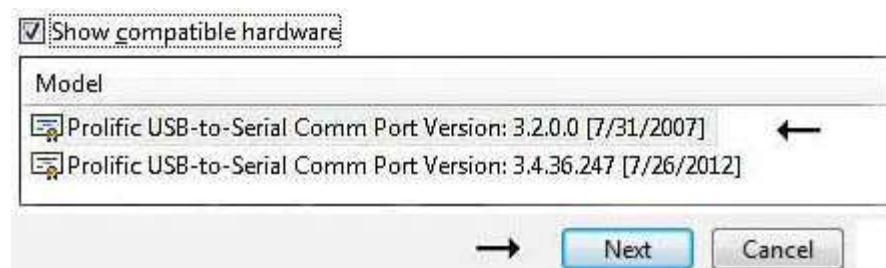 Show compatible hardware
Model
Prolific USB-to-Serial Comm Port Version: 3.2.0.0 [7/31/2007]
Prolific USB-to-Serial Comm Port Version: 3.4.36.247 [7/26/2012]
Next Cancel